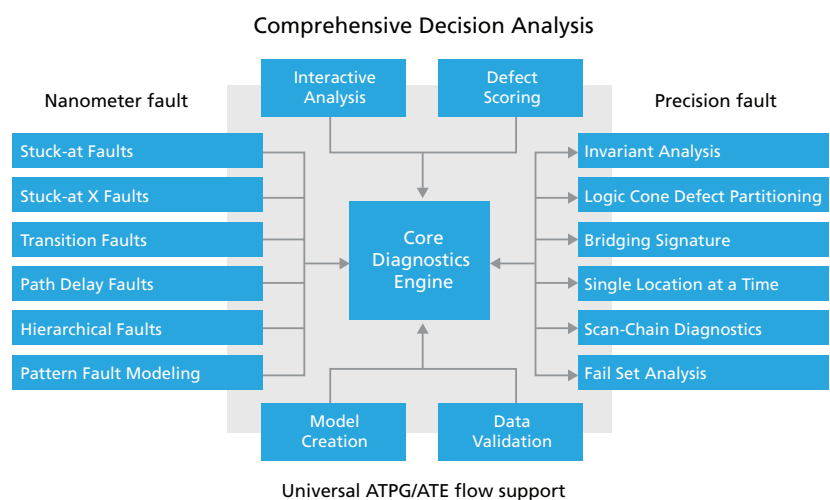 Comprehensive Decision Analysis
Interactive
Analysis
Defect
Scoring
Nanometer fault
Precision fault
Stuck-at Faults
Stuck-at X Faults
Transition Faults
Path Delay Faults
Hierarchical Faults
Pattern Fault Modeling
Core
Diagnostics
Engine
Invariant Analysis
Logic Cone Defect Partitioning
Bridging Signature
Single Location at a Time
Scan-Chain Diagnostics
Fail Set Analysis
Model
Creation
Data
Validation
Universal ATPG/ATE flow support